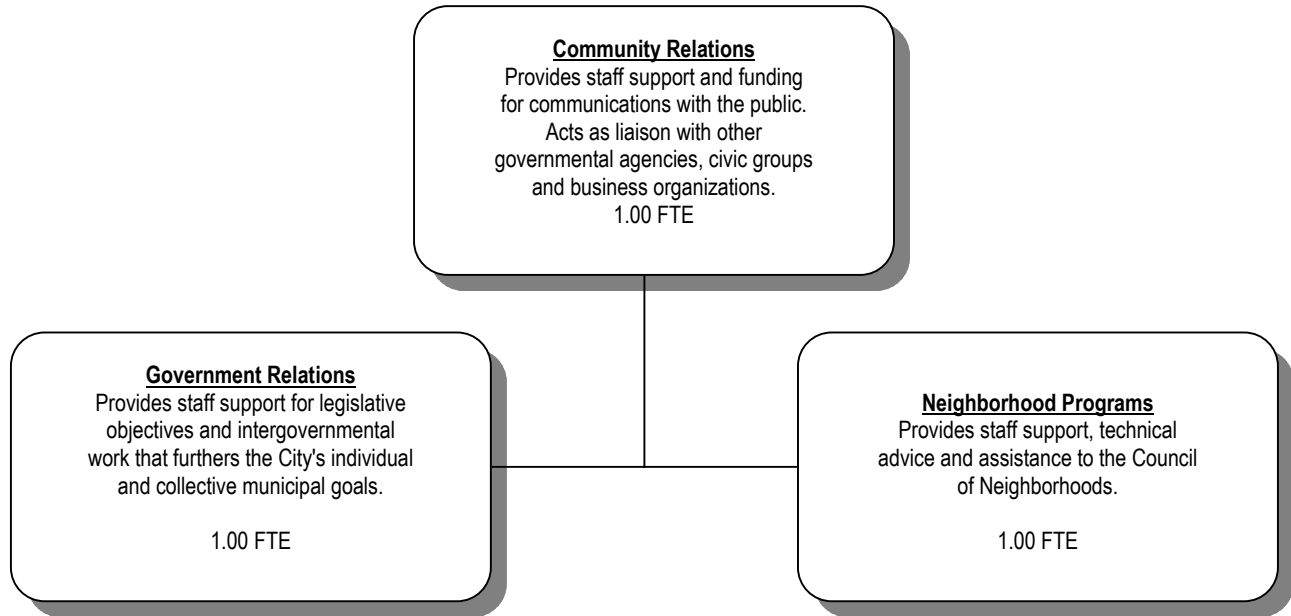 Community Relations
Provides staff support and funding
for communications with the public.
Acts as liaison with other
governmental agencies, civic groups
and business organizations.
1.00 FTE
Government Relations
Provides staff support for legislative
objectives and intergovernmental
work that furthers the City's individual
and collective municipal goals.
1.00 FTE
Neighborhood Programs
Provides staff support, technical
advice and assistance to the Council
of Neighborhoods.
1.00 FTE